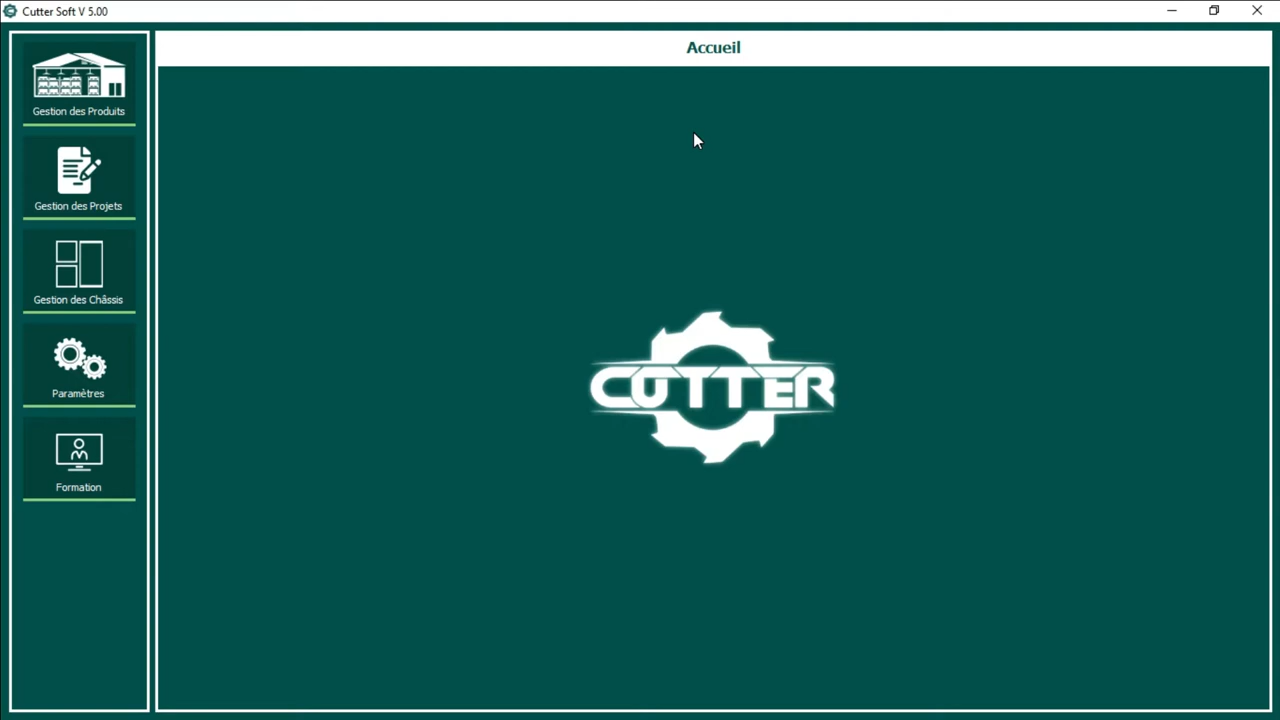 Cutter Soft V 5.00
Accueil
Gestion des Produits
Gestion des Projets
Gestion des Châssis
Paramètres
Formation
CUTTER